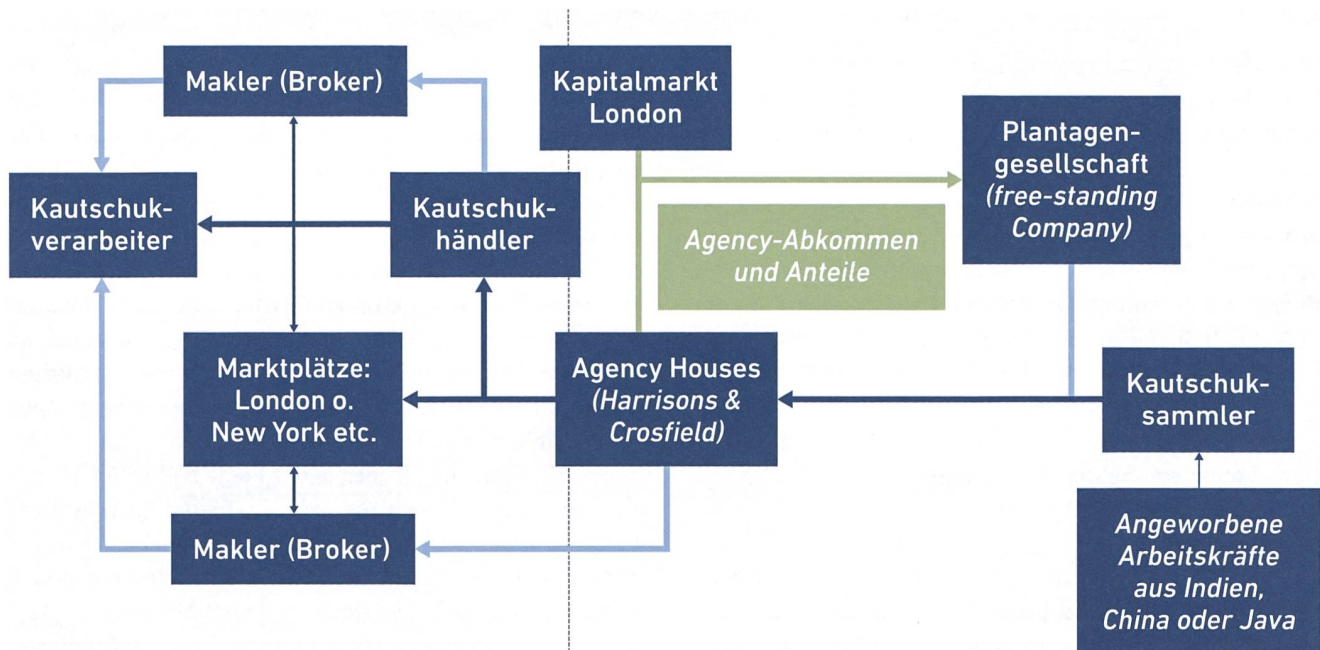 Makler (Broker)
Kapitalmarkt
London
Plantagen-
gesellschaft
(free-standing
Company)
Kautschuk-
verarbeiter
Kautschuk-
händler
Agency-Abkommen
und Anteile
Marktplätze:
London o.
New York etc.
Agency Houses
(Harrisons &
Crosfield)
Kautschuk-
sammler
Makler (Broker)
Angeworbene
Arbeitskräfte
aus Indien,
China oder Java